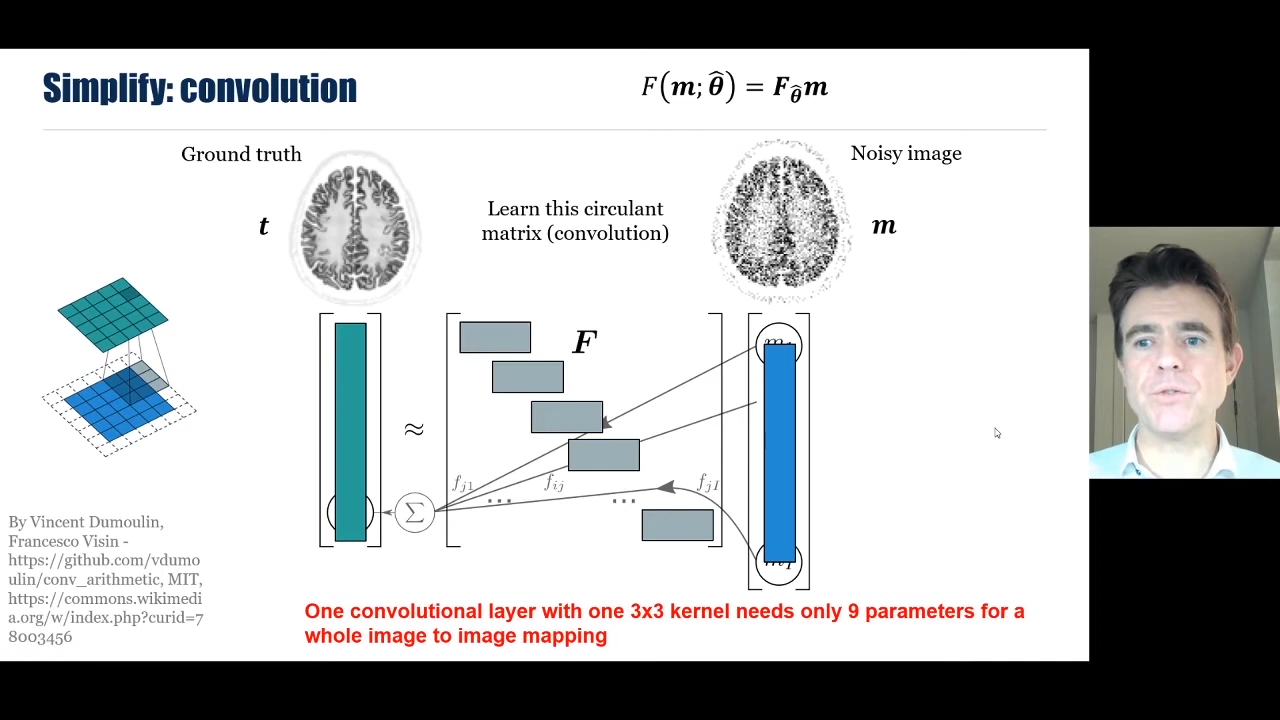 Simplify: convolution
F(m; θ̂) = F_θ̂ m
Ground truth
Noisy image
t
Learn this circulant
matrix (convolution)
m
F
≈
f_j1
f_ij
f_jI
...
...
Σ
By Vincent Dumoulin,
Francesco Visin -
https://github.com/vdumo
ulin/conv_arithmetic, MIT,
https://commons.wikimedi
a.org/w/index.php?curid=7
8003456
One convolutional layer with one 3x3 kernel needs only 9 parameters for a
whole image to image mapping